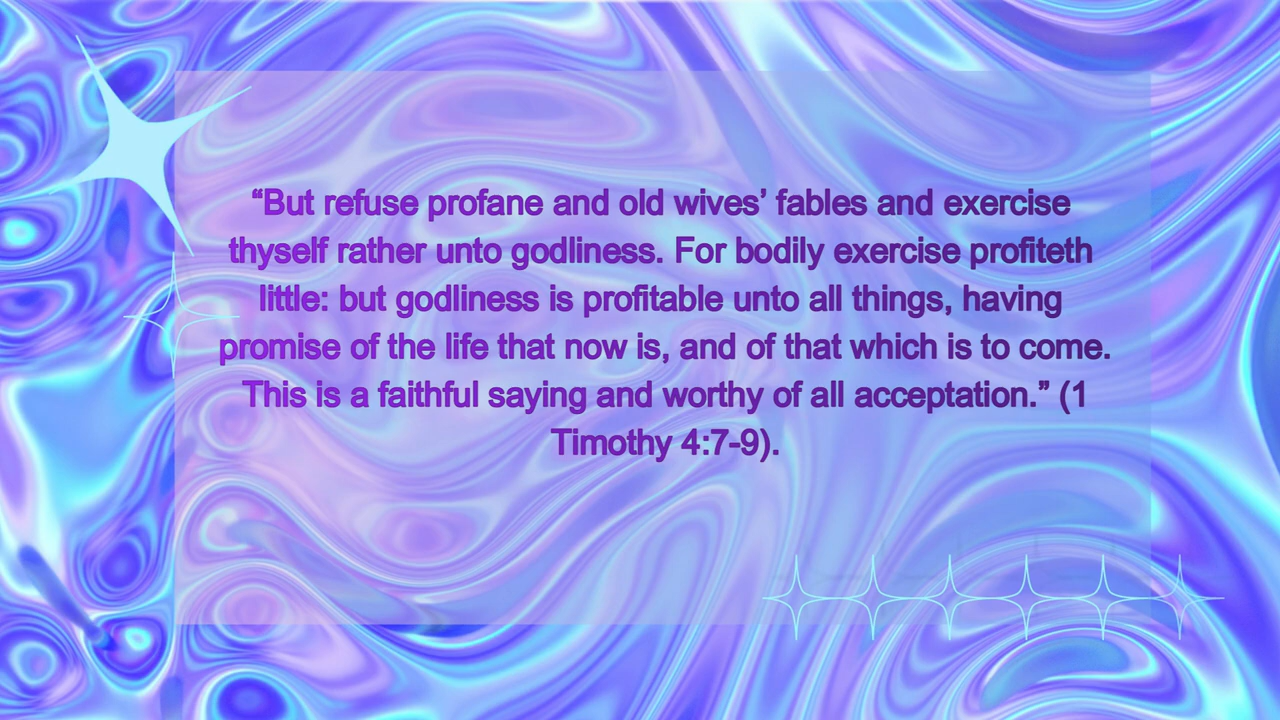 “But refuse profane and old wives’ fables and exercise
thyself rather unto godliness. For bodily exercise profiteth
little: but godliness is profitable unto all things, having
promise of the life that now is, and of that which is to come.
This is a faithful saying and worthy of all acceptation.” (1
Timothy 4:7-9).